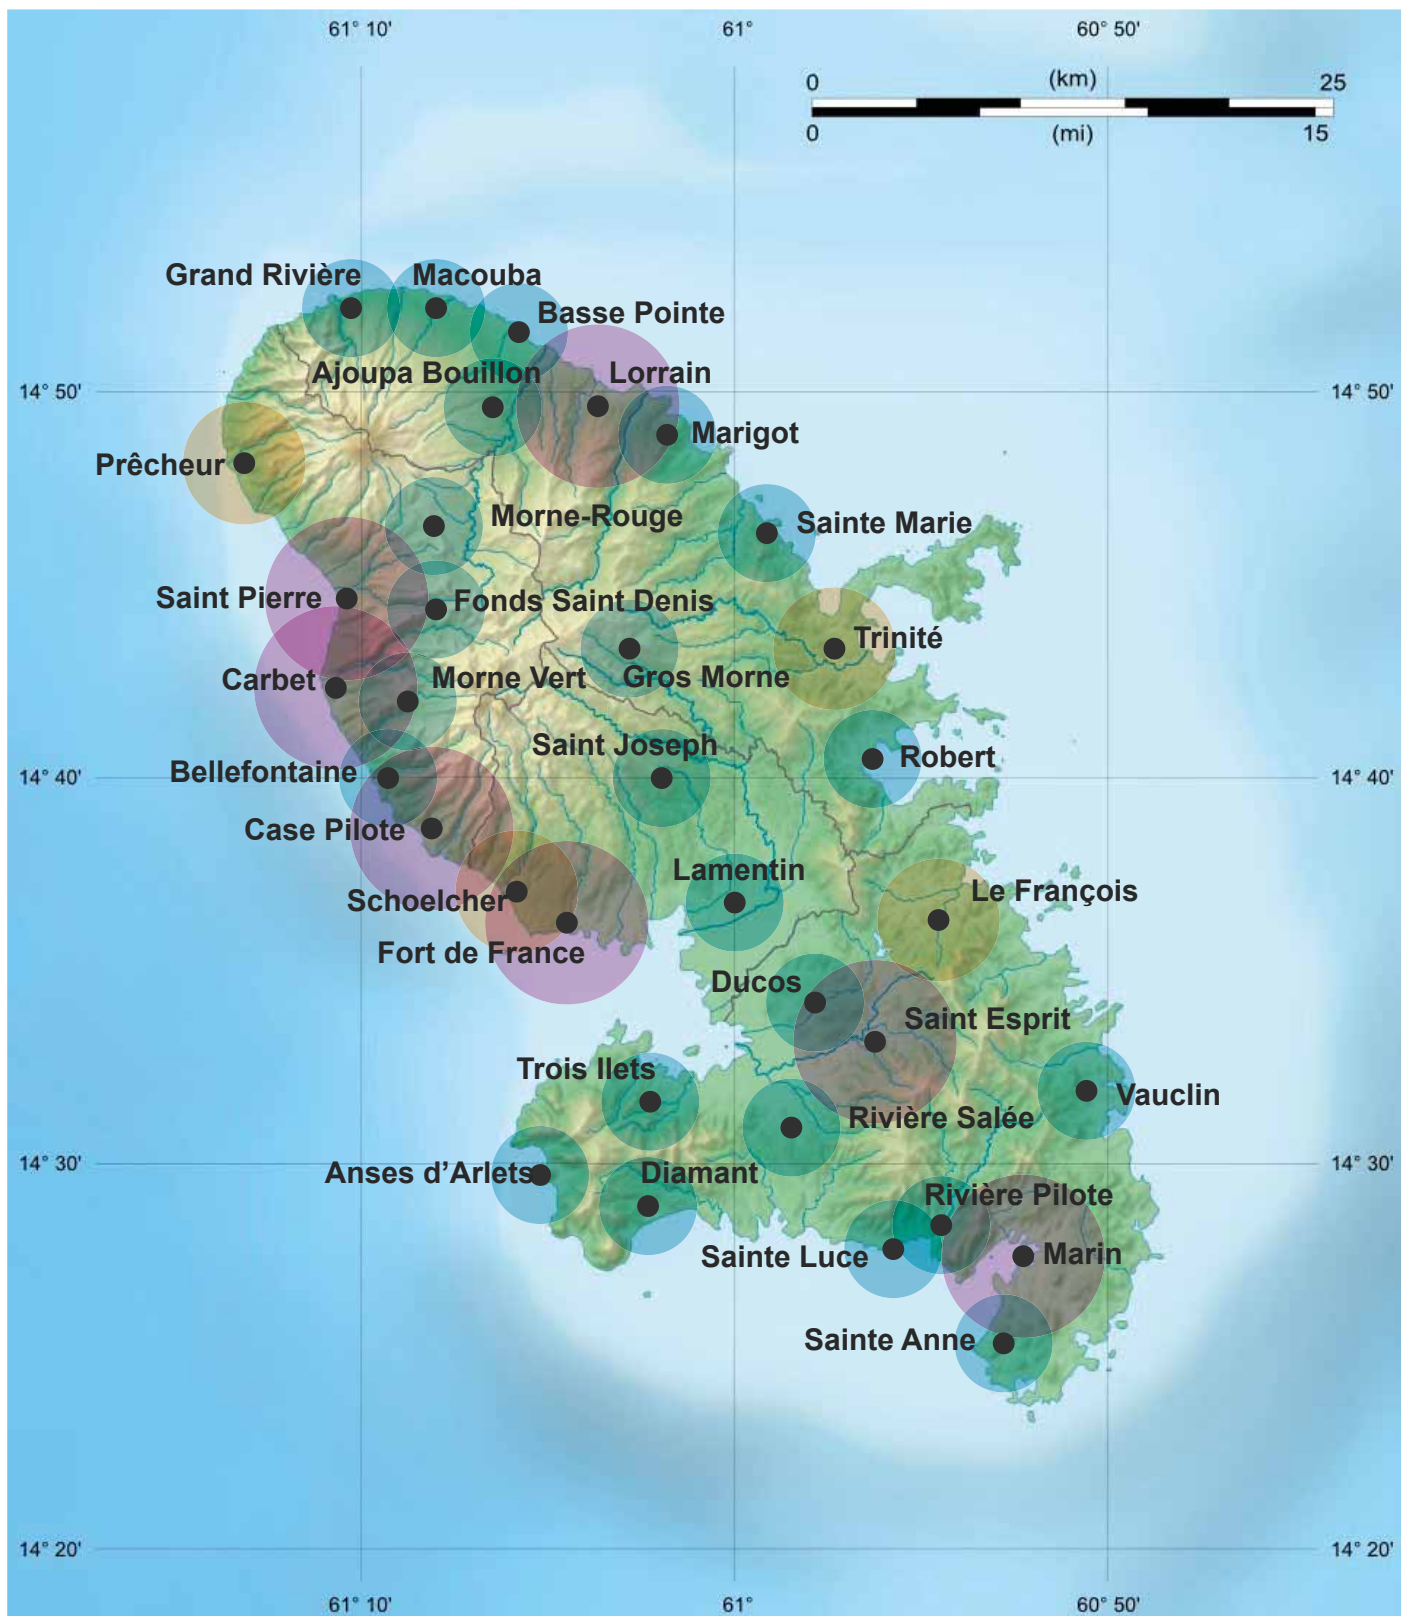 61° 10'
61°
60° 50'
0
(km)
25
0
(mi)
15
Grand Rivière
Macouba
Basse Pointe
Ajoupa Bouillon
Lorrain
14° 50'
14° 50'
Marigot
Prêcheur
Morne-Rouge
Sainte Marie
Saint Pierre
Fonds Saint Denis
Trinité
Carbet
Morne Vert
Gros Morne
Saint Joseph
Robert
Bellefontaine
14° 40'
14° 40'
Case Pilote
Lamentin
Le François
Schoelcher
Fort de France
Ducos
Saint Esprit
Trois Ilets
Vauclin
Rivière Salée
14° 30'
14° 30'
Anses d’Arlets
Diamant
Rivière Pilote
Sainte Luce
Marin
Sainte Anne
14° 20'
14° 20'
61° 10'
61°
60° 50'